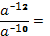 a⁻¹²/a⁻¹⁰ =